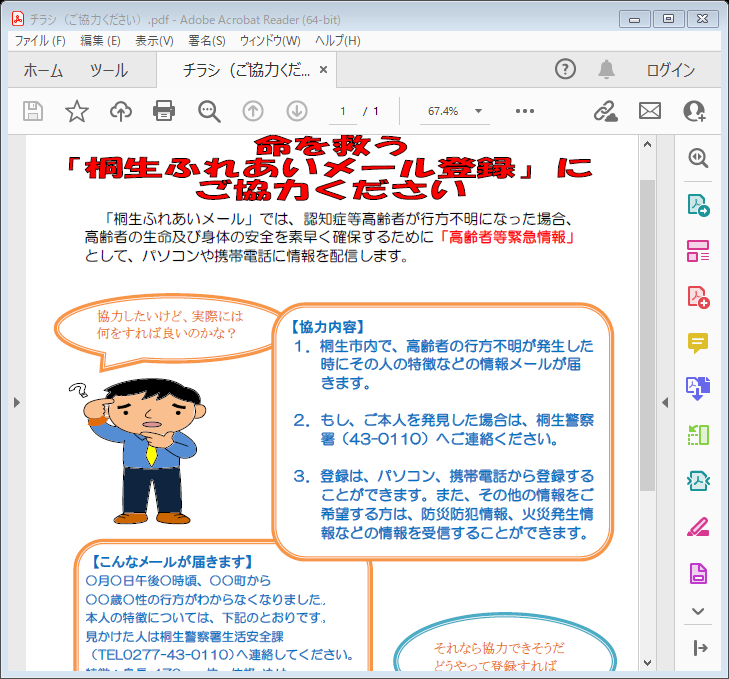 チラシ（ご協力ください）.pdf - Adobe Acrobat Reader (64-bit)
ファイル(F) 編集(E) 表示(V) 署名(S) ウィンドウ(W) ヘルプ(H)
ホーム ツール チラシ（ご協力くだ... × ? ログイン
1 / 1 67.4%
命を救う
「桐生ふれあいメール登録」に
ご協力ください
「桐生ふれあいメール」では、認知症等高齢者が行方不明になった場合、
高齢者の生命及び身体の安全を素早く確保するために「高齢者等緊急情報」
として、パソコンや携帯電話に情報を配信します。
協力したいけど、実際には
何をすれば良いのかな？
【協力内容】
１．桐生市内で、高齢者の行方不明が発生した
時にその人の特徴などの情報メールが届
きます。
２．もし、ご本人を発見した場合は、桐生警察
署（43-0110）へご連絡ください。
３．登録は、パソコン、携帯電話から登録する
ことができます。また、その他の情報をご
希望する方は、防災防犯情報、火災発生情
報などの情報を受信することができます。
?
【こんなメールが届きます】
〇月〇日午後〇時頃、〇〇町から
〇〇歳〇性の行方がわからなくなりました。
本人の特徴については、下記のとおりです。
見かけた人は桐生警察署生活安全課
（TEL0277-43-0110）へ連絡してください。
それなら協力できそうだ
どうやって登録すれば